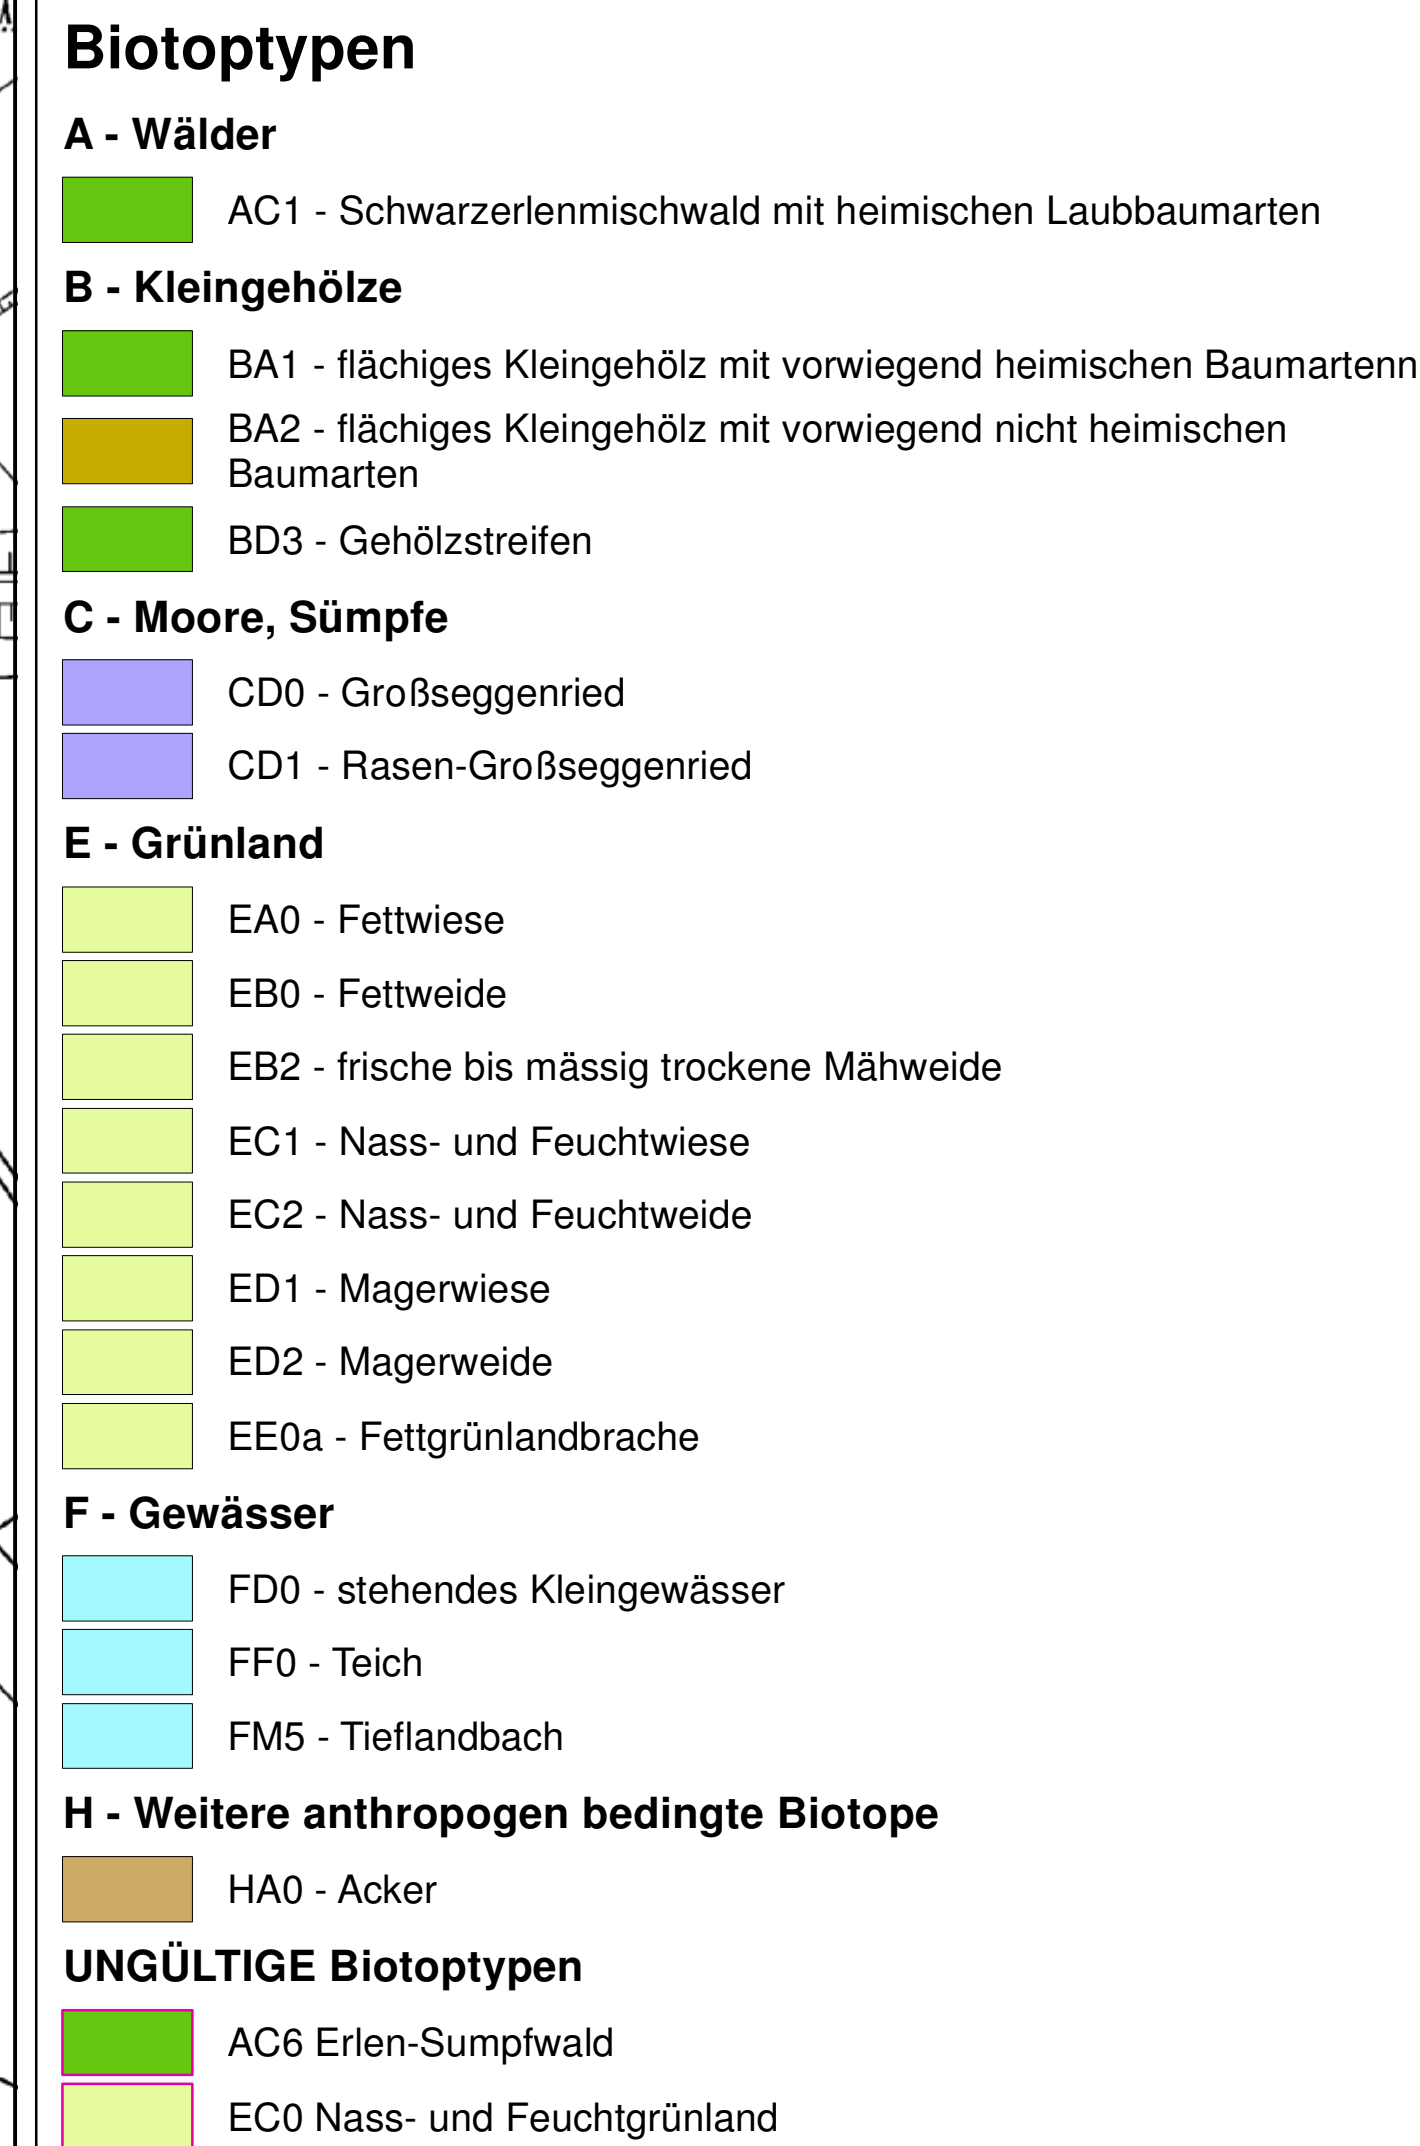 Biotoptypen
A - Wälder
AC1 - Schwarzerlenmischwald mit heimischen Laubbaumarten
B - Kleingehölze
BA1 - flächiges Kleingehölz mit vorwiegend heimischen Baumartenn
BA2 - flächiges Kleingehölz mit vorwiegend nicht heimischen
Baumarten
BD3 - Gehölzstreifen
C - Moore, Sümpfe
CD0 - Großseggenried
CD1 - Rasen-Großseggenried
E - Grünland
EA0 - Fettwiese
EB0 - Fettweide
EB2 - frische bis mässig trockene Mähweide
EC1 - Nass- und Feuchtwiese
EC2 - Nass- und Feuchtweide
ED1 - Magerwiese
ED2 - Magerweide
EE0a - Fettgrünlandbrache
F - Gewässer
FD0 - stehendes Kleingewässer
FF0 - Teich
FM5 - Tieflandbach
H - Weitere anthropogen bedingte Biotope
HA0 - Acker
UNGÜLTIGE Biotoptypen
AC6 Erlen-Sumpfwald
EC0 Nass- und Feuchtgrünland